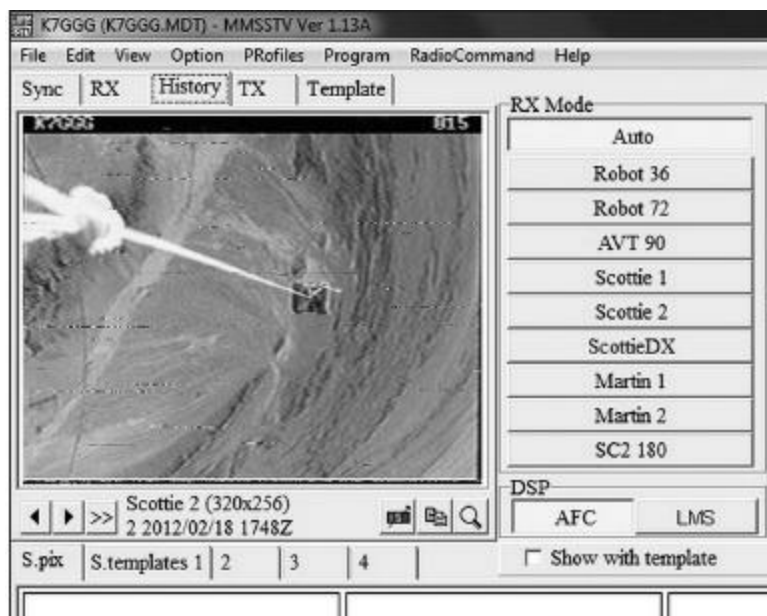 K7GGG (K7GGG.MDT) - MMSSTV Ver 1.13A
File Edit View Option PRofiles Program RadioCommand Help
Sync RX History TX Template
K7GGG 815
RX Mode
Auto
Robot 36
Robot 72
AVT 90
Scottie 1
Scottie 2
ScottieDX
Martin 1
Martin 2
SC2 180
Scottie 2 (320x256)
2 2012/02/18 1748Z
>>
DSP
AFC LMS
S.pix S.templates 1 2 3 4
Show with template